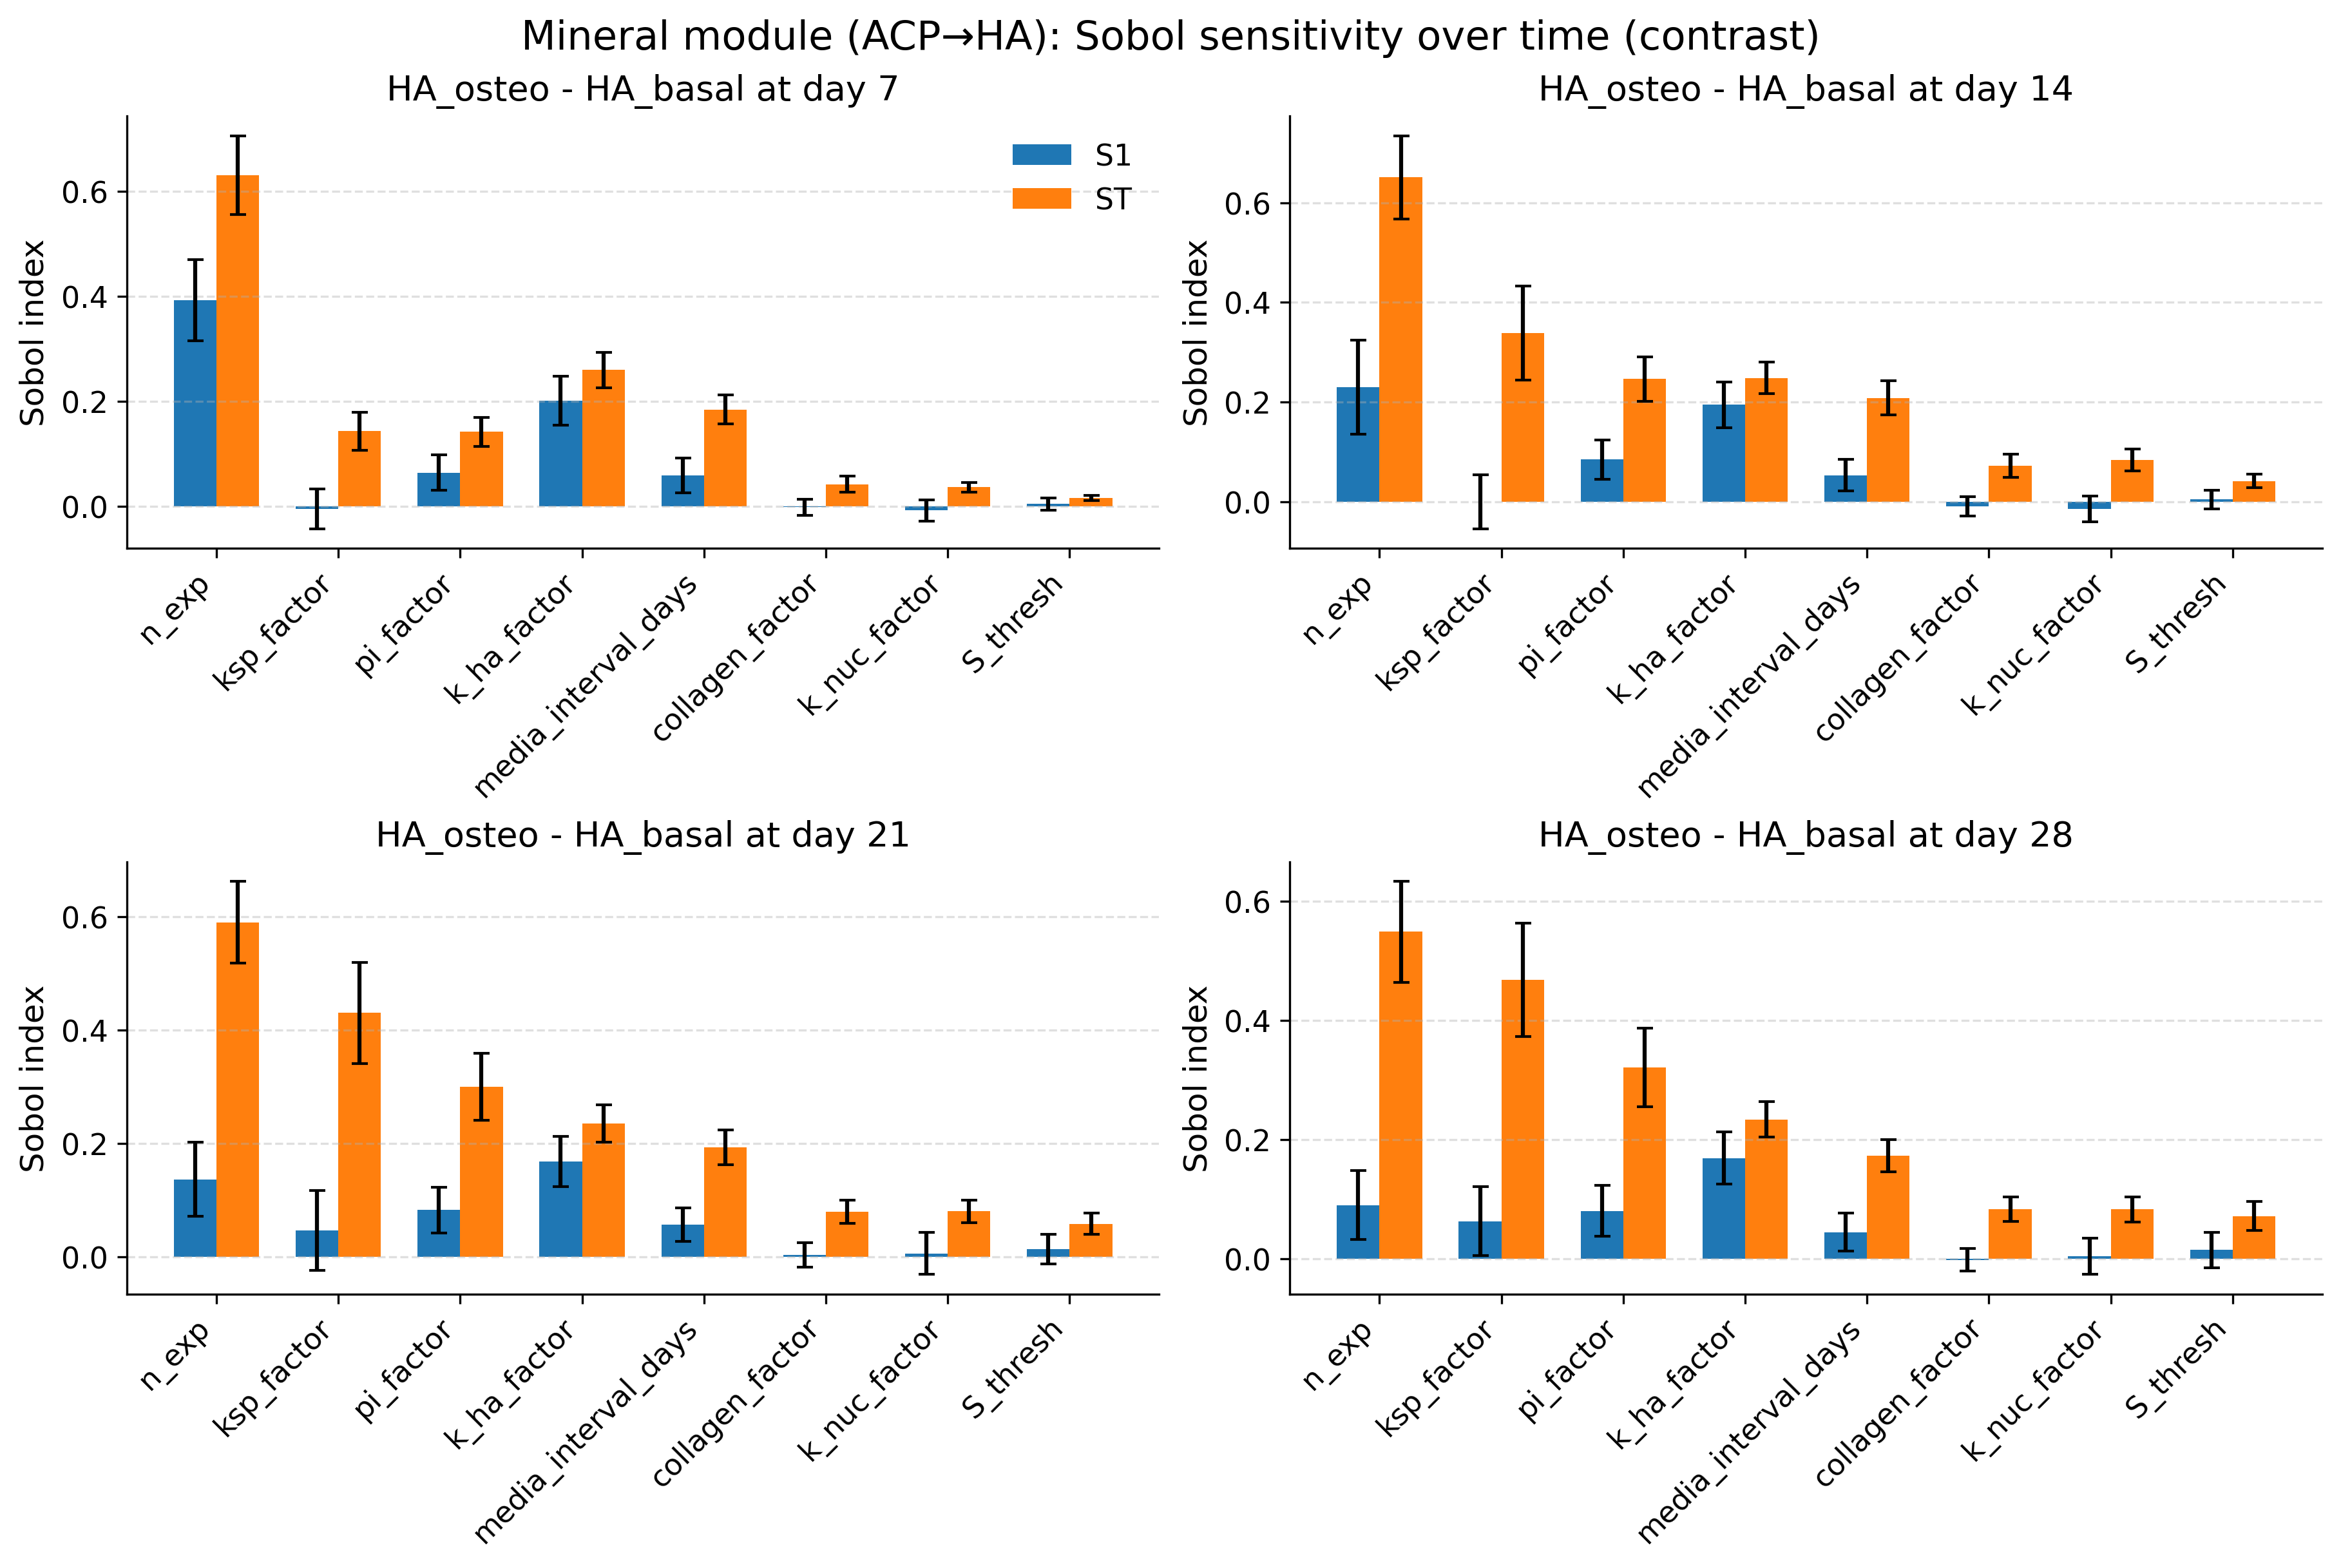 Mineral module (ACP→HA): Sobol sensitivity over time (contrast)
HA_osteo - HA_basal at day 7
Sobol index
0.6
0.4
0.2
0.0
S1
ST
n_exp
ksp_factor
pi_factor
k_ha_factor
media_interval_days
collagen_factor
k_nuc_factor
S_thresh
HA_osteo - HA_basal at day 14
Sobol index
0.6
0.4
0.2
0.0
n_exp
ksp_factor
pi_factor
k_ha_factor
media_interval_days
collagen_factor
k_nuc_factor
S_thresh
HA_osteo - HA_basal at day 21
Sobol index
0.6
0.4
0.2
0.0
n_exp
ksp_factor
pi_factor
k_ha_factor
media_interval_days
collagen_factor
k_nuc_factor
S_thresh
HA_osteo - HA_basal at day 28
Sobol index
0.6
0.4
0.2
0.0
n_exp
ksp_factor
pi_factor
k_ha_factor
media_interval_days
collagen_factor
k_nuc_factor
S_thresh